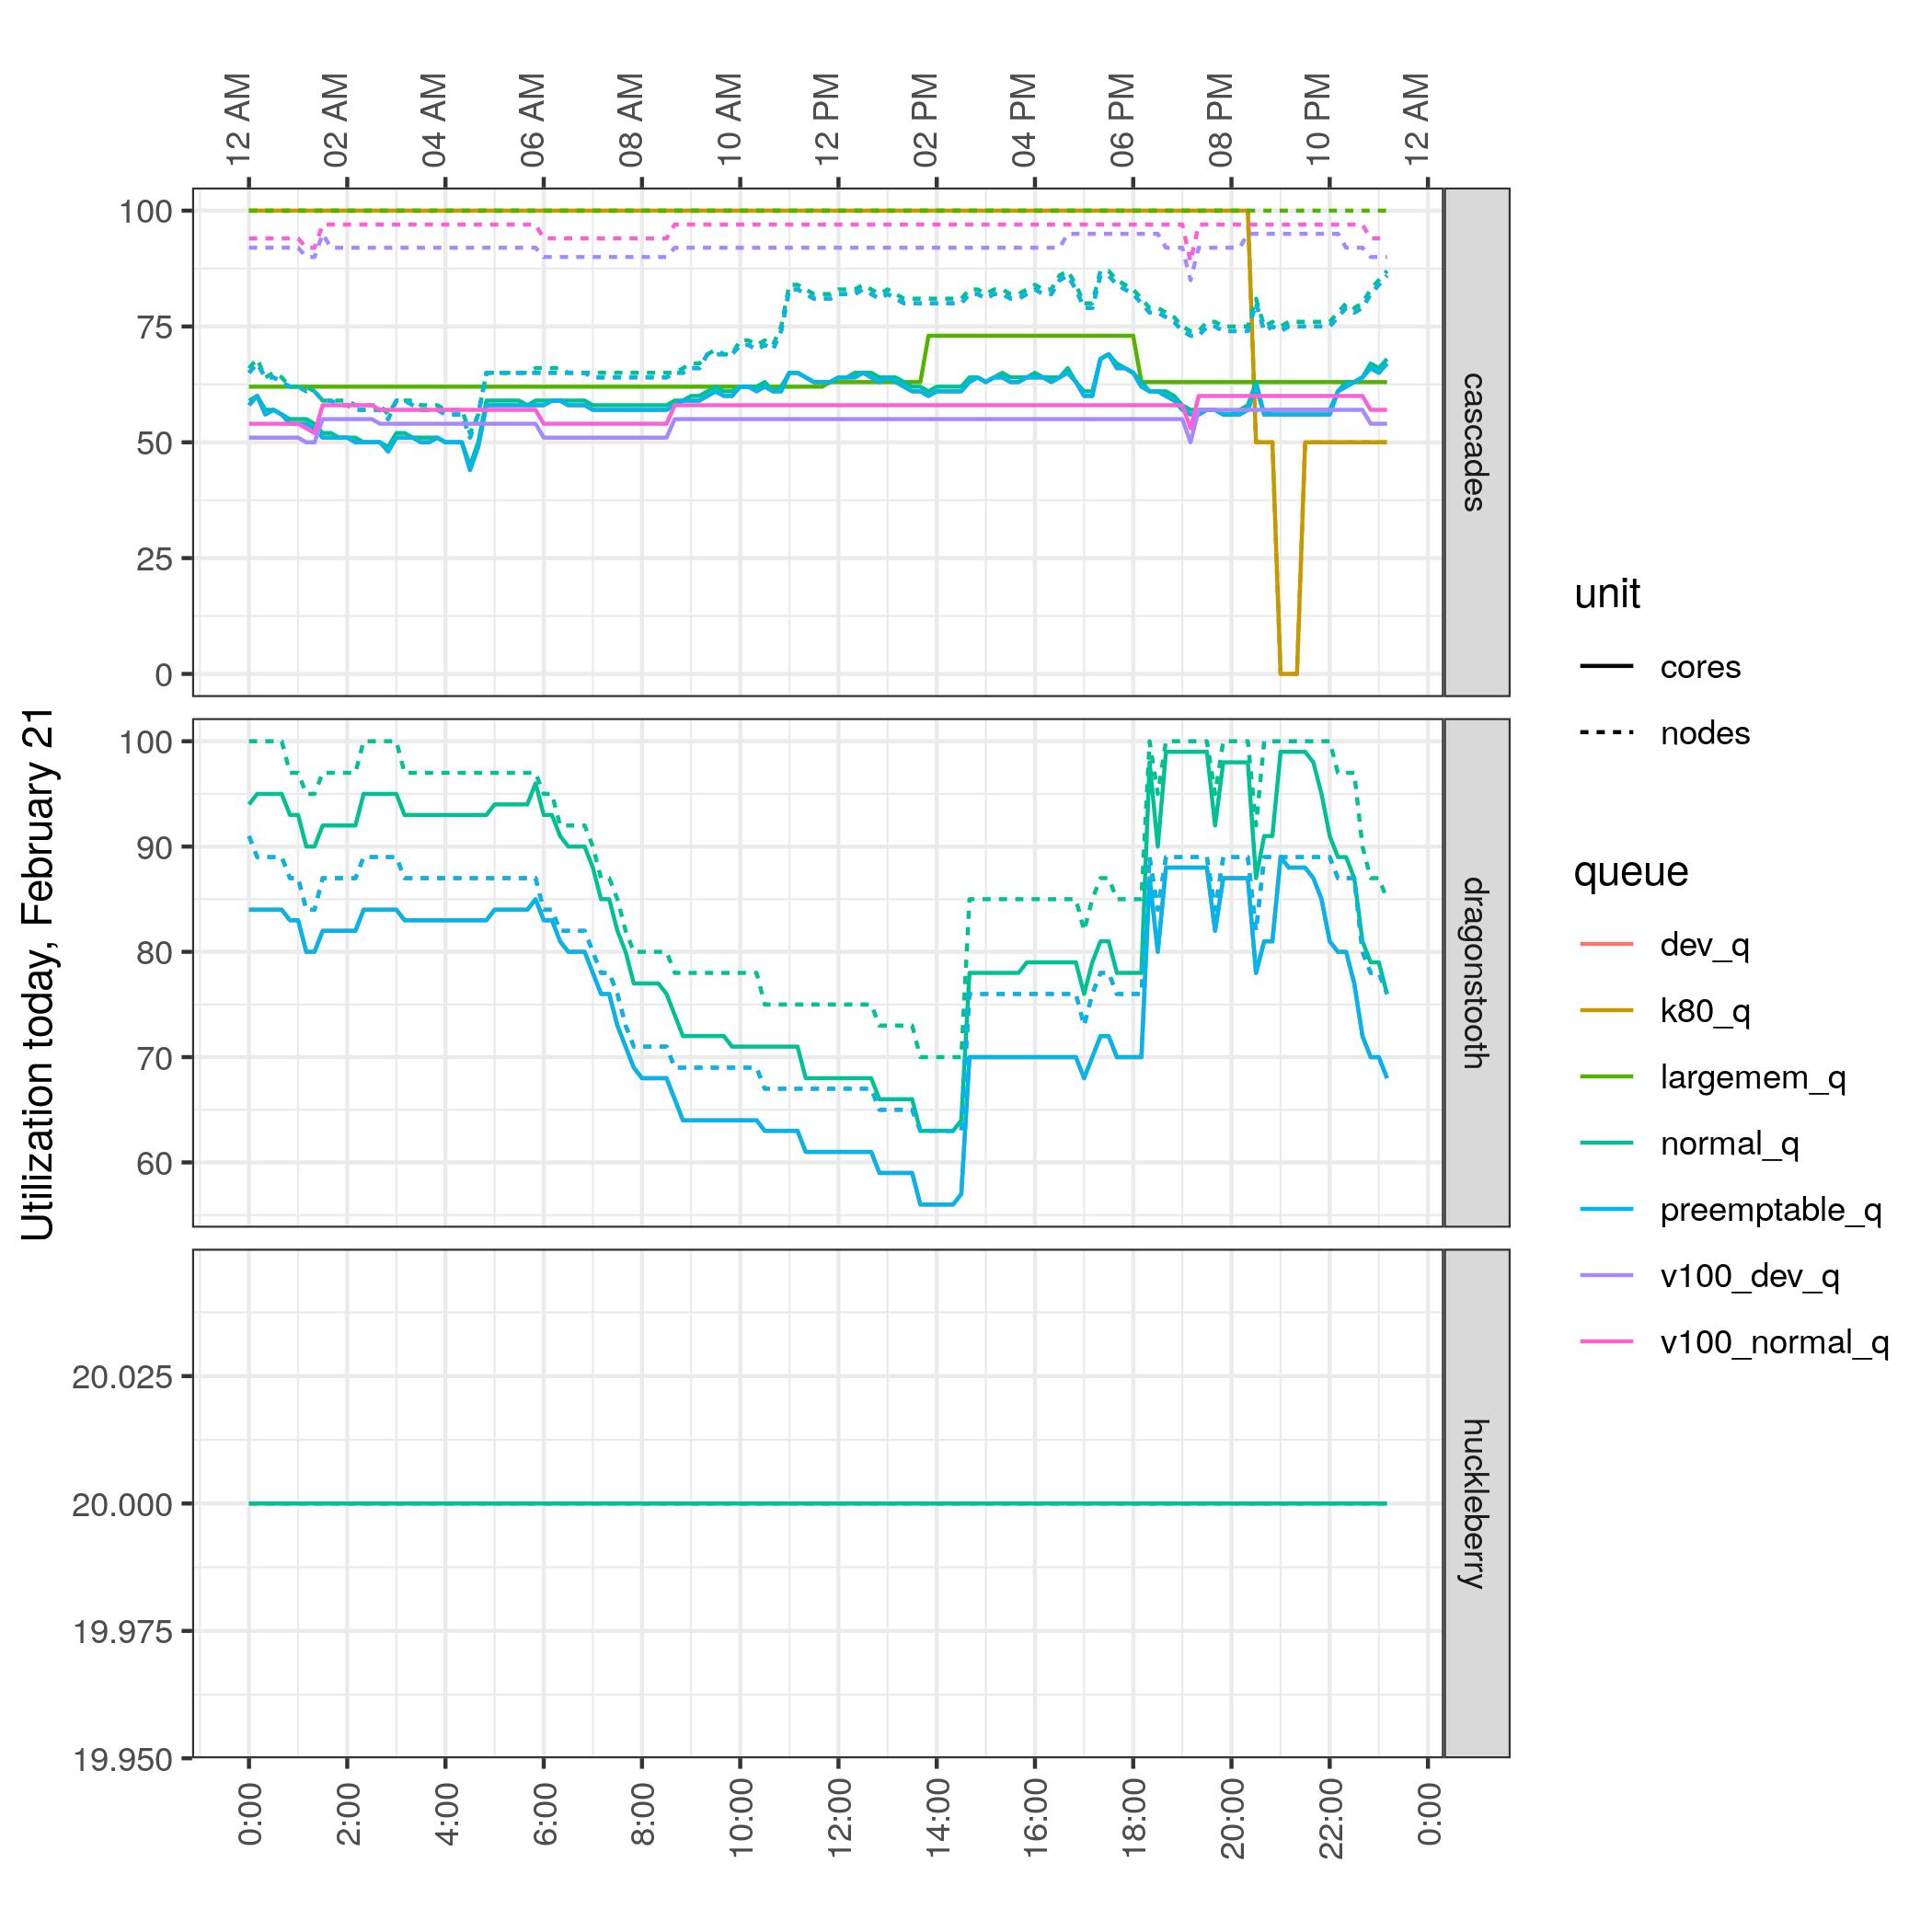 12 AM
02 AM
04 AM
06 AM
08 AM
10 AM
12 PM
02 PM
04 PM
06 PM
08 PM
10 PM
12 AM
Utilization today, February 21
100
75
50
25
0
cascades
100
90
80
70
60
dragonstooth
20.025
20.000
19.975
19.950
huckleberry
0:00
2:00
4:00
6:00
8:00
10:00
12:00
14:00
16:00
18:00
20:00
22:00
0:00
unit
cores
nodes
queue
dev_q
k80_q
largemem_q
normal_q
preemptable_q
v100_dev_q
v100_normal_q